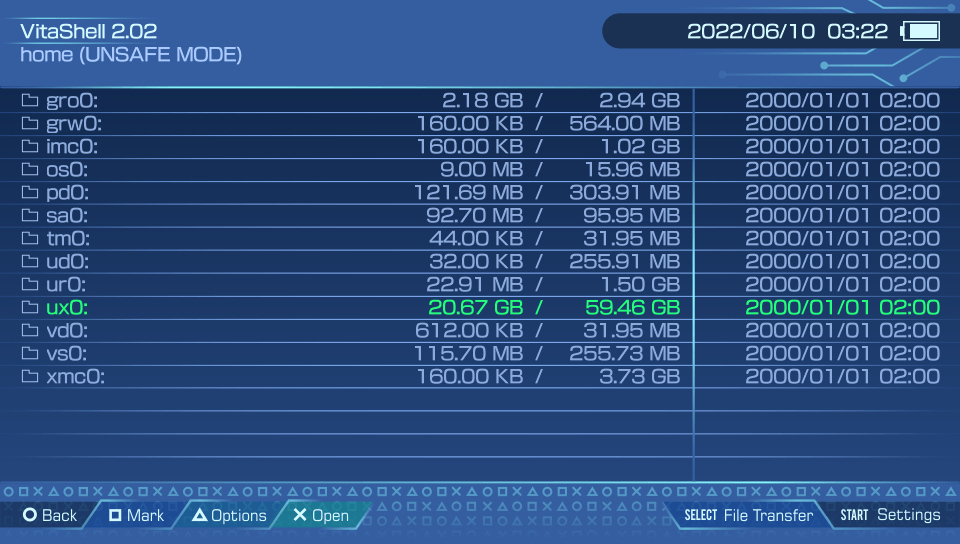 VitaShell 2.02
2022/06/10 03:22
home (UNSAFE MODE)
gro0: 2.18 GB / 2.94 GB 2000/01/01 02:00
grw0: 160.00 KB / 564.00 MB 2000/01/01 02:00
imc0: 160.00 KB / 1.02 GB 2000/01/01 02:00
os0: 9.00 MB / 15.96 MB 2000/01/01 02:00
pd0: 121.69 MB / 303.91 MB 2000/01/01 02:00
sa0: 92.70 MB / 95.95 MB 2000/01/01 02:00
tm0: 44.00 KB / 31.95 MB 2000/01/01 02:00
ud0: 32.00 KB / 255.91 MB 2000/01/01 02:00
ur0: 22.91 MB / 1.50 GB 2000/01/01 02:00
ux0: 20.67 GB / 59.46 GB 2000/01/01 02:00
vd0: 612.00 KB / 31.95 MB 2000/01/01 02:00
vs0: 115.70 MB / 255.73 MB 2000/01/01 02:00
xmc0: 160.00 KB / 3.73 GB 2000/01/01 02:00
Back Mark Options Open SELECT File Transfer START Settings